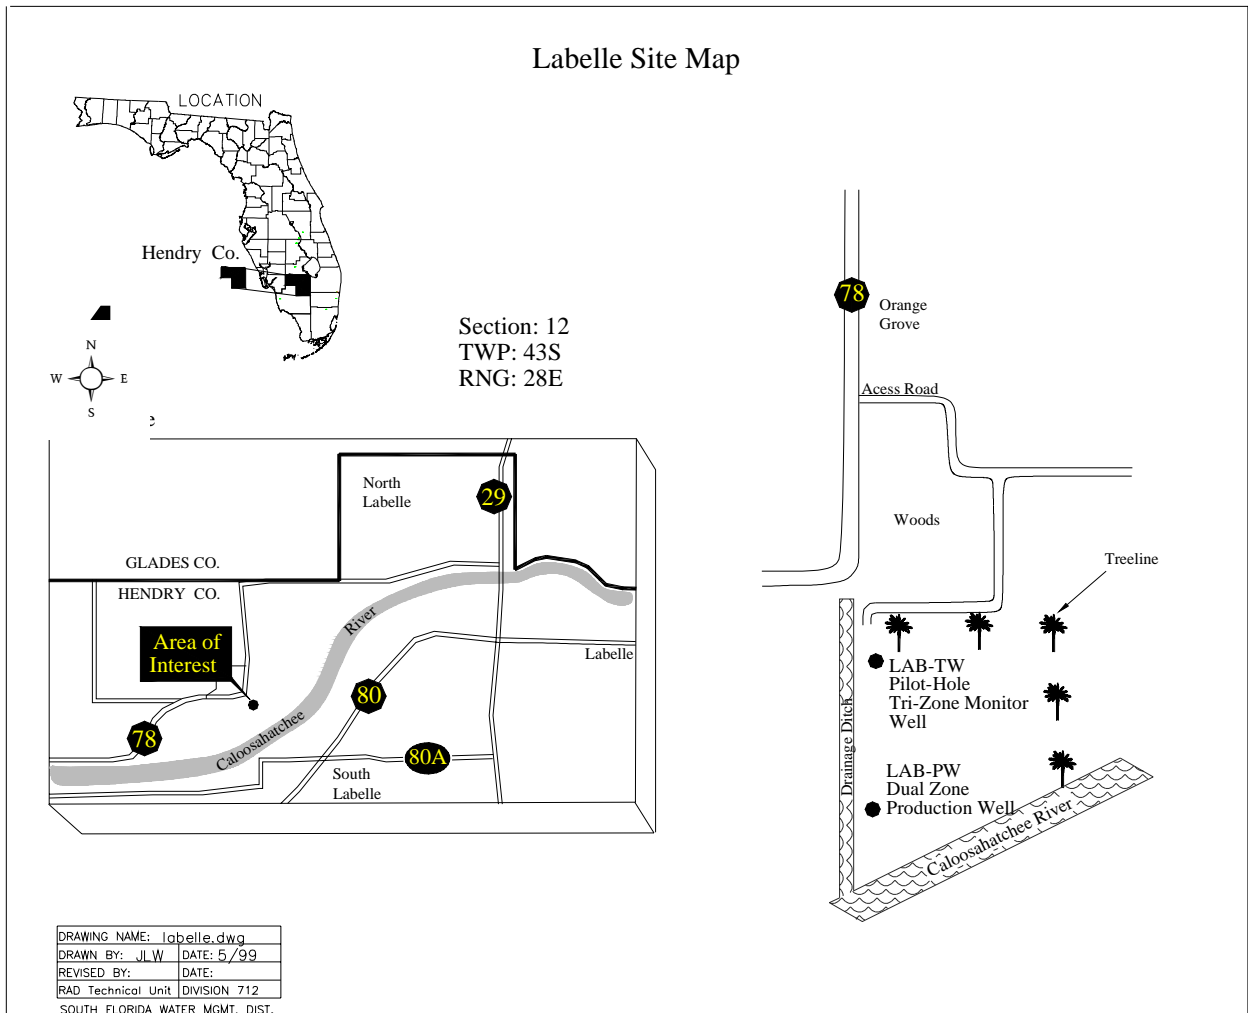 Labelle Site Map
LOCATION
Hendry Co.
N
W E
S
e
Section: 12
TWP: 43S
RNG: 28E
North
Labelle
29
GLADES CO.
HENDRY CO.
Area of
Interest
River
Labelle
80
78
Caloosahatchee
80A
South
Labelle
78
Orange
Grove
Acess Road
Woods
Treeline
LAB-TW
Pilot-Hole
Tri-Zone Monitor
Well
Drainage Ditch
LAB-PW
Dual Zone
Production Well
Caloosahatchee River
DRAWING NAME: labelle.dwg
DRAWN BY: JLW DATE: 5/99
REVISED BY: DATE:
RAD Technical Unit DIVISION 712
SOUTH FLORIDA WATER MGMT. DIST.